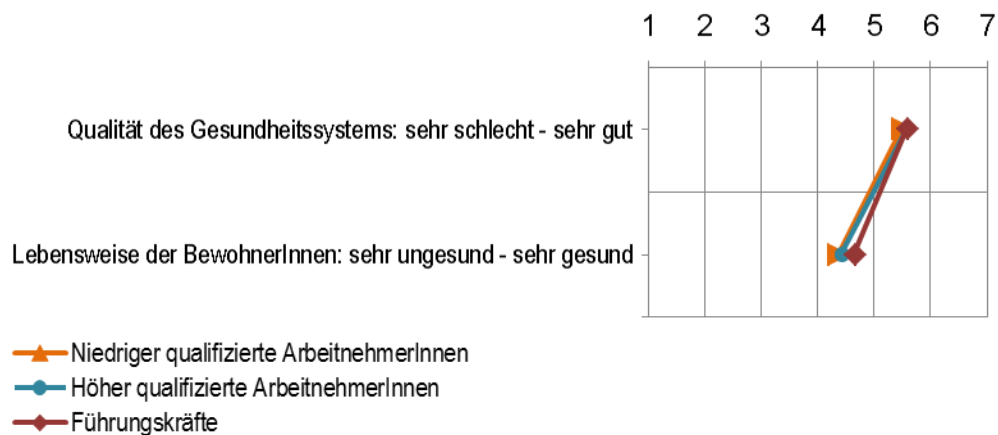 1 2 3 4 5 6 7
Qualität des Gesundheitssystems: sehr schlecht - sehr gut
Lebensweise der BewohnerInnen: sehr ungesund - sehr gesund
Niedriger qualifizierte ArbeitnehmerInnen
Höher qualifizierte ArbeitnehmerInnen
Führungskräfte